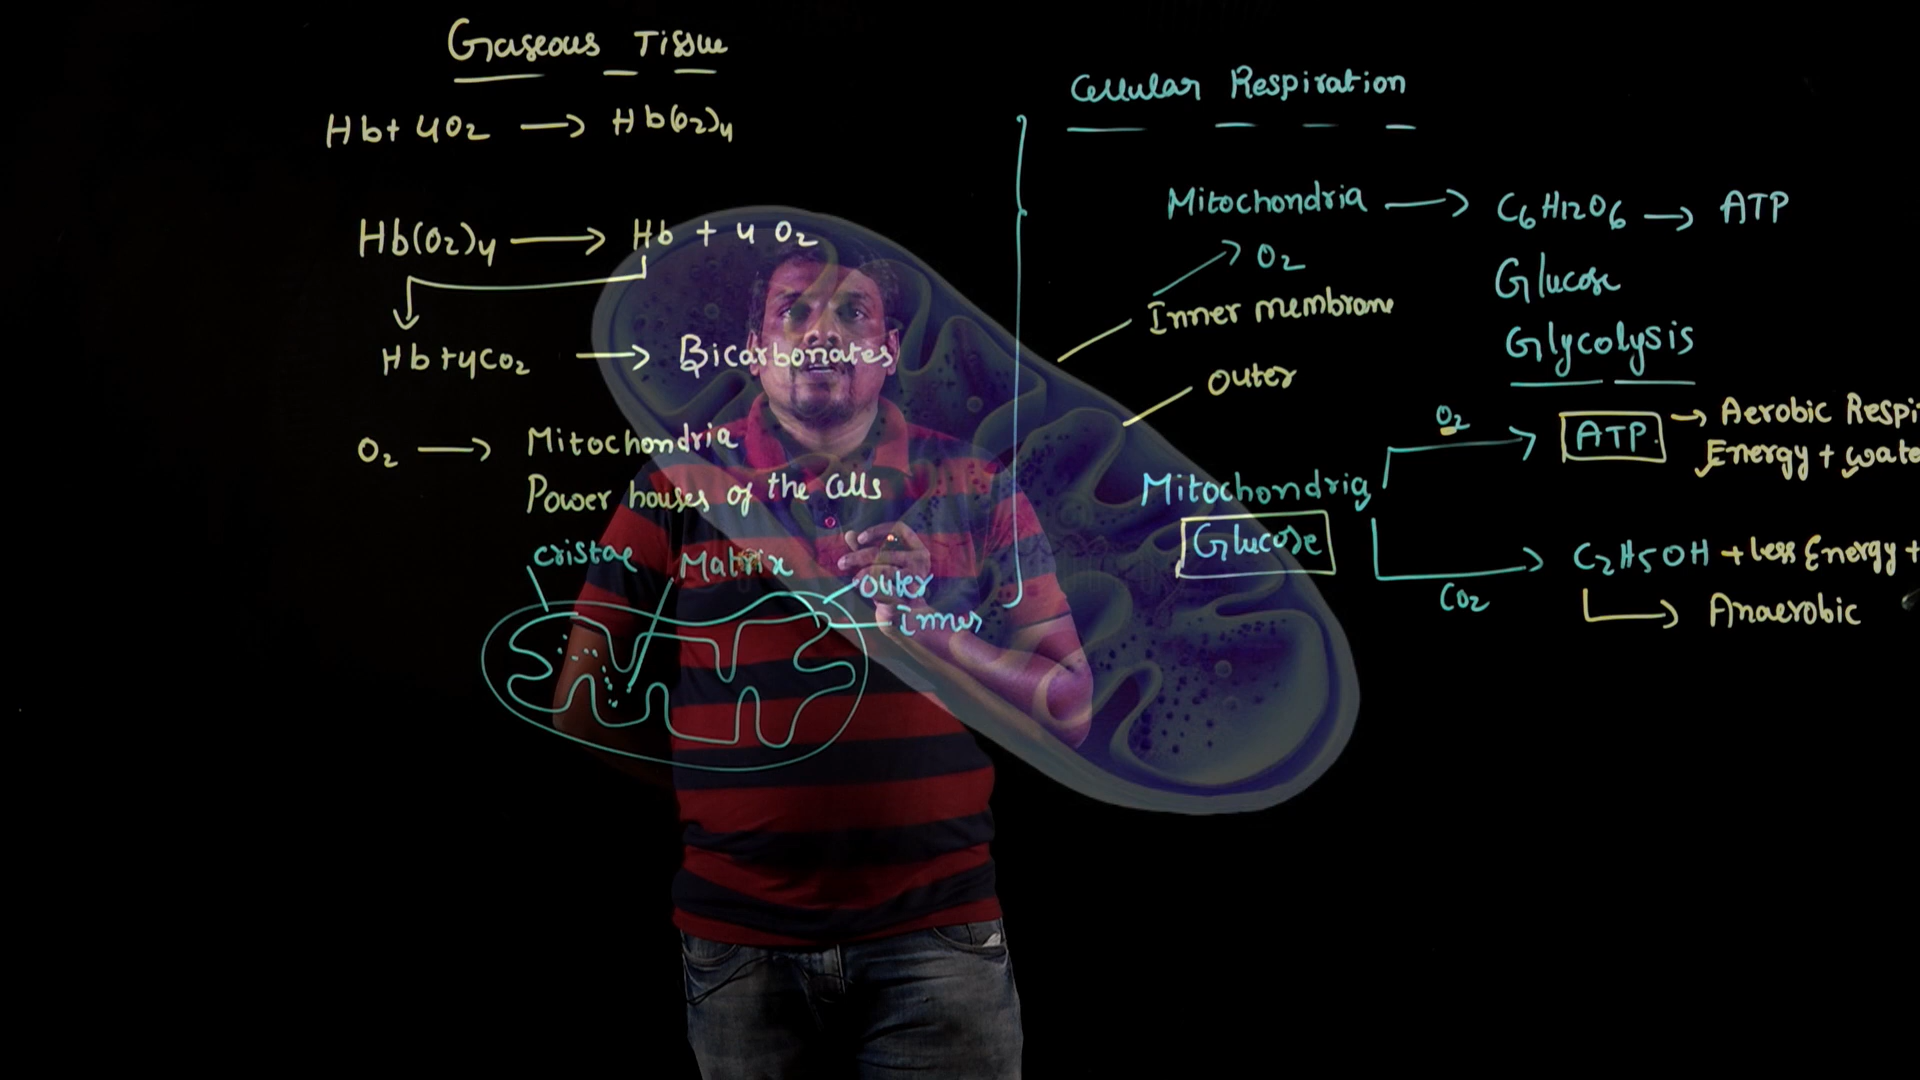 Gaseous Tissue
Hb+ 4O2 → Hb(O2)4
Hb(O2)4 → Hb + 4 O2
Hb+4CO2 → Bicarbonates
O2 → Mitochondria
Power houses of the Cells
Cristae
Matrix
outer
Inner
Cellular Respiration
Mitochondria → C6H12O6 → ATP
O2
Glucose
Inner membrane
Glycolysis
outer
O2
ATP → Aerobic Respi
Energy + wate
Mitochondria
Glucose
C2H5OH + less Energy +
CO2
Anaerobic